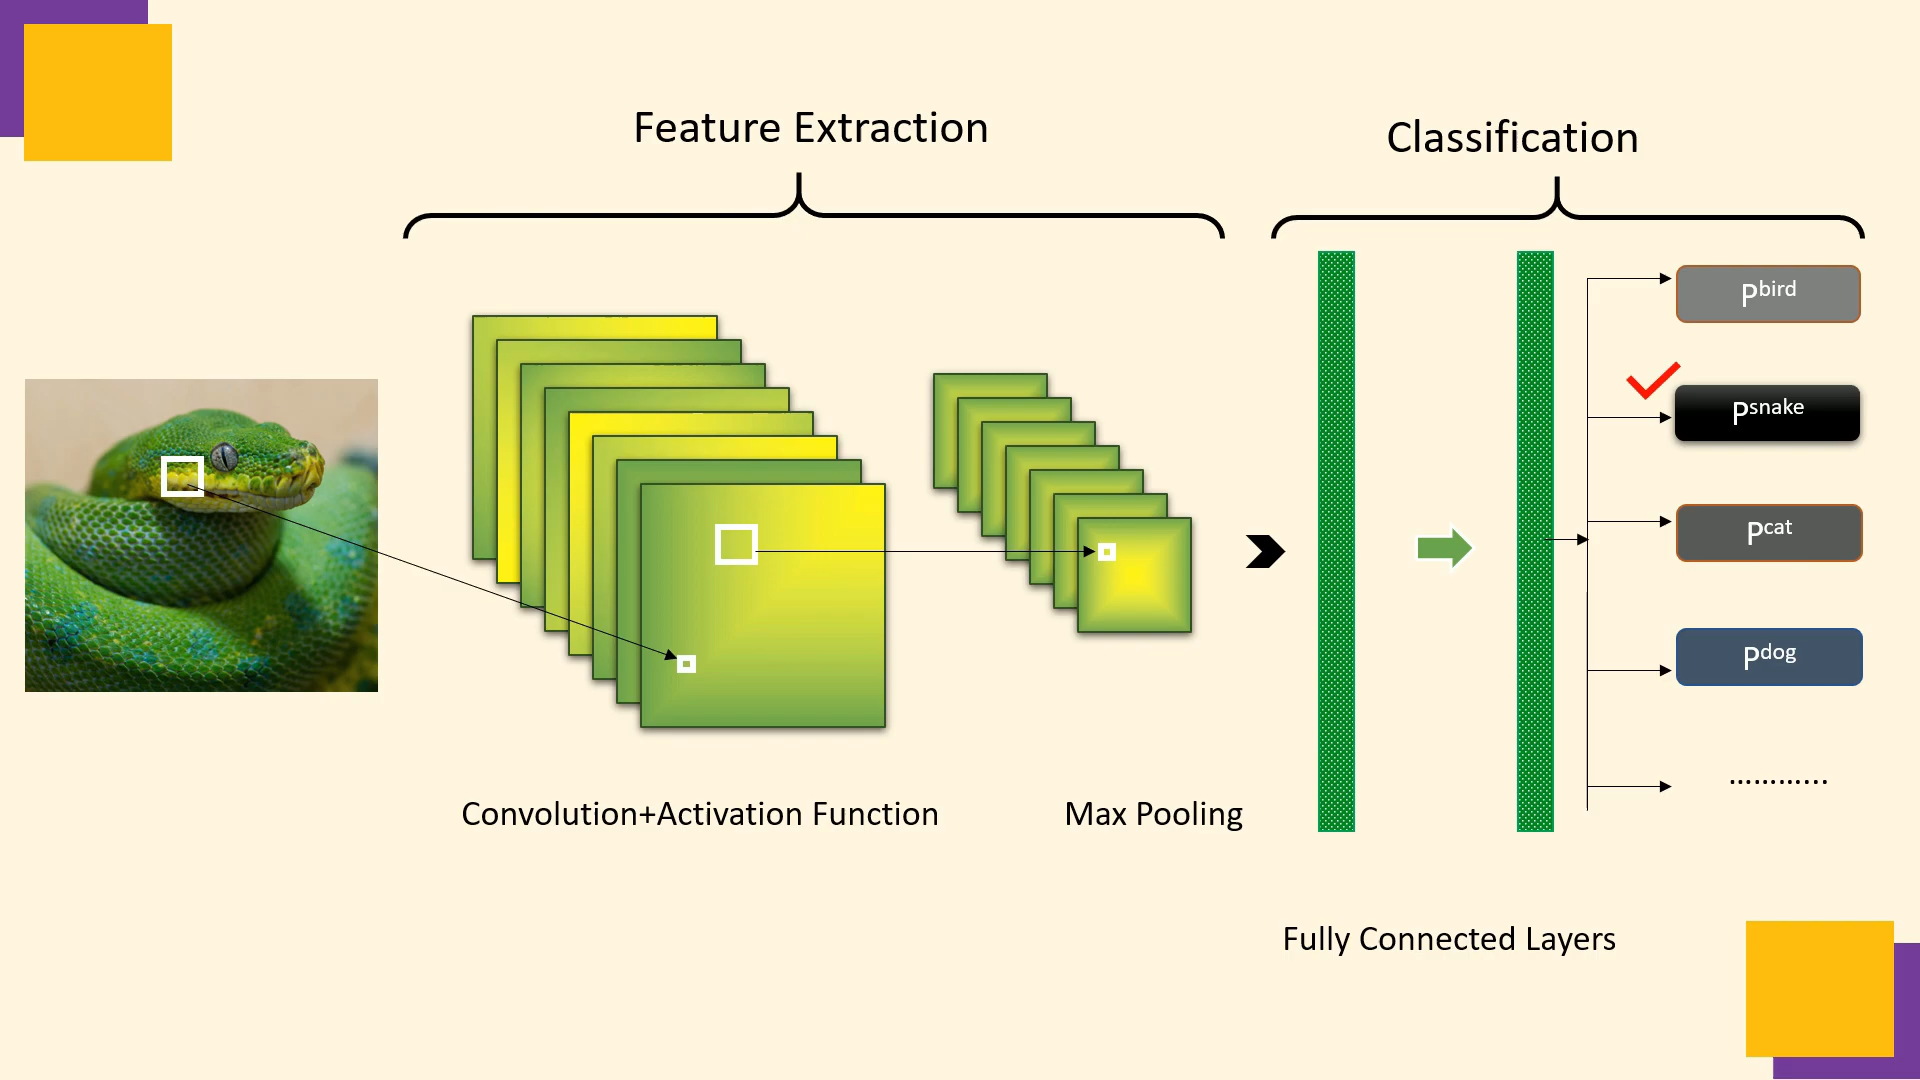 Feature Extraction
Classification
Pbird
Psnake
Pcat
Pdog
............
Convolution+Activation Function
Max Pooling
Fully Connected Layers